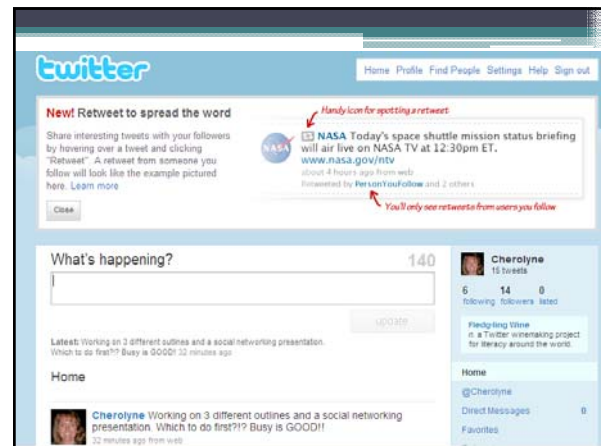 twitter
Home Profile Find People Settings Help Sign out
New! Retweet to spread the word
Share interesting tweets with your followers
by hovering over a tweet and clicking
"Retweet". A retweet from someone you
follow will look like the example pictured
here. Learn more
Close
Handy icon for spotting a retweet
NASA
NASA Today's space shuttle mission status briefing
will air live on NASA TV at 12:30pm ET.
www.nasa.gov/ntv
about 4 hours ago from web
Retweeted by PersonYouFollow and 2 others
You'll only see retweets from users you follow
What's happening?
140
update
Latest: Working on 3 different outlines and a social networking presentation.
Which to do first?!? Busy is GOOD! 32 minutes ago
Home
Cherolyne Working on 3 different outlines and a social networking
presentation. Which to do first?!? Busy is GOOD!!
32 minutes ago from web
Cherolyne
15 tweets
6 14 0
following followers listed
Fledgling Wine
n. a Twitter winemaking project
for literacy around the world.
Home
@Cherolyne
Direct Messages 0
Favorites